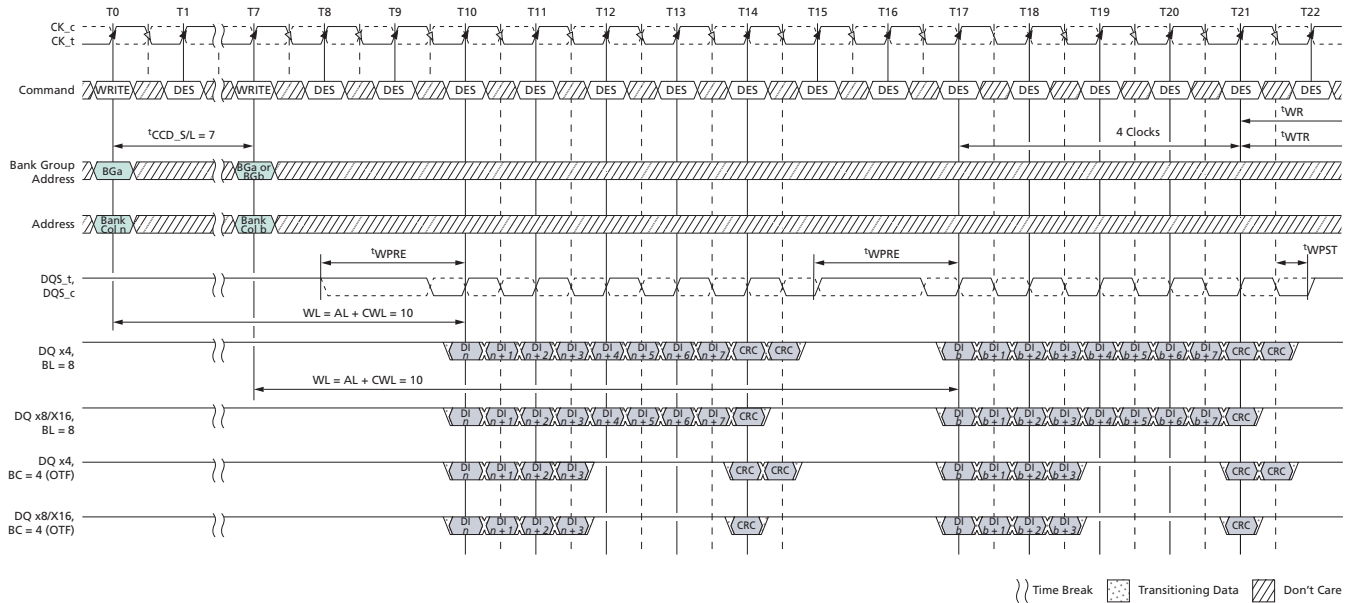 T0 T1 T7 T8 T9 T10 T11 T12 T13 T14 T15 T16 T17 T18 T19 T20 T21 T22
CK_c
CK_t
Command WRITE DES WRITE DES DES DES DES DES DES DES DES DES DES DES DES DES DES DES
tWR
tCCD_S/L = 7 4 Clocks tWTR
Bank Group
Address
BGa BGa or
BGb
Address Bank
Col n
Bank
Col b
tWPRE tWPRE tWPST
DQS_t,
DQS_c
WL = AL + CWL = 10
DQ x4,
BL = 8
DI
n
DI
n + 1
DI
n + 2
DI
n + 3
DI
n + 4
DI
n + 5
DI
n + 6
DI
n + 7
CRC CRC
DI
b
DI
b + 1
DI
b + 2
DI
b + 3
DI
b + 4
DI
b + 5
DI
b + 6
DI
b + 7
CRC CRC
WL = AL + CWL = 10
DQ x8/X16,
BL = 8
DI
n
DI
n + 1
DI
n + 2
DI
n + 3
DI
n + 4
DI
n + 5
DI
n + 6
DI
n + 7
CRC
DI
b
DI
b + 1
DI
b + 2
DI
b + 3
DI
b + 4
DI
b + 5
DI
b + 6
DI
b + 7
CRC
DQ x4,
BC = 4 (OTF)
DI
n
DI
n + 1
DI
n + 2
DI
n + 3
CRC CRC
DI
b
DI
b + 1
DI
b + 2
DI
b + 3
CRC CRC
DQ x8/X16,
BC = 4 (OTF)
DI
n
DI
n + 1
DI
n + 2
DI
n + 3
CRC
DI
b
DI
b + 1
DI
b + 2
DI
b + 3
CRC
Time Break Transitioning Data Don't Care